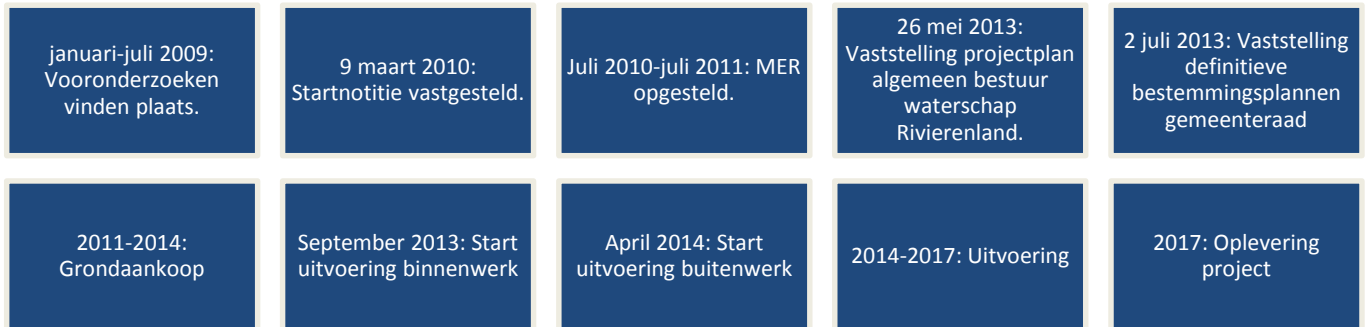 januari-juli 2009:
Vooronderzoeken
vinden plaats.
9 maart 2010:
Startnotitie vastgesteld.
Juli 2010-juli 2011: MER
opgesteld.
26 mei 2013:
Vaststelling projectplan
algemeen bestuur
waterschap
Rivierenland.
2 juli 2013: Vaststelling
definitieve
bestemmingsplannen
gemeenteraad
2011-2014:
Grondaankoop
September 2013: Start
uitvoering binnenwerk
April 2014: Start
uitvoering buitenwerk
2014-2017: Uitvoering
2017: Oplevering
project